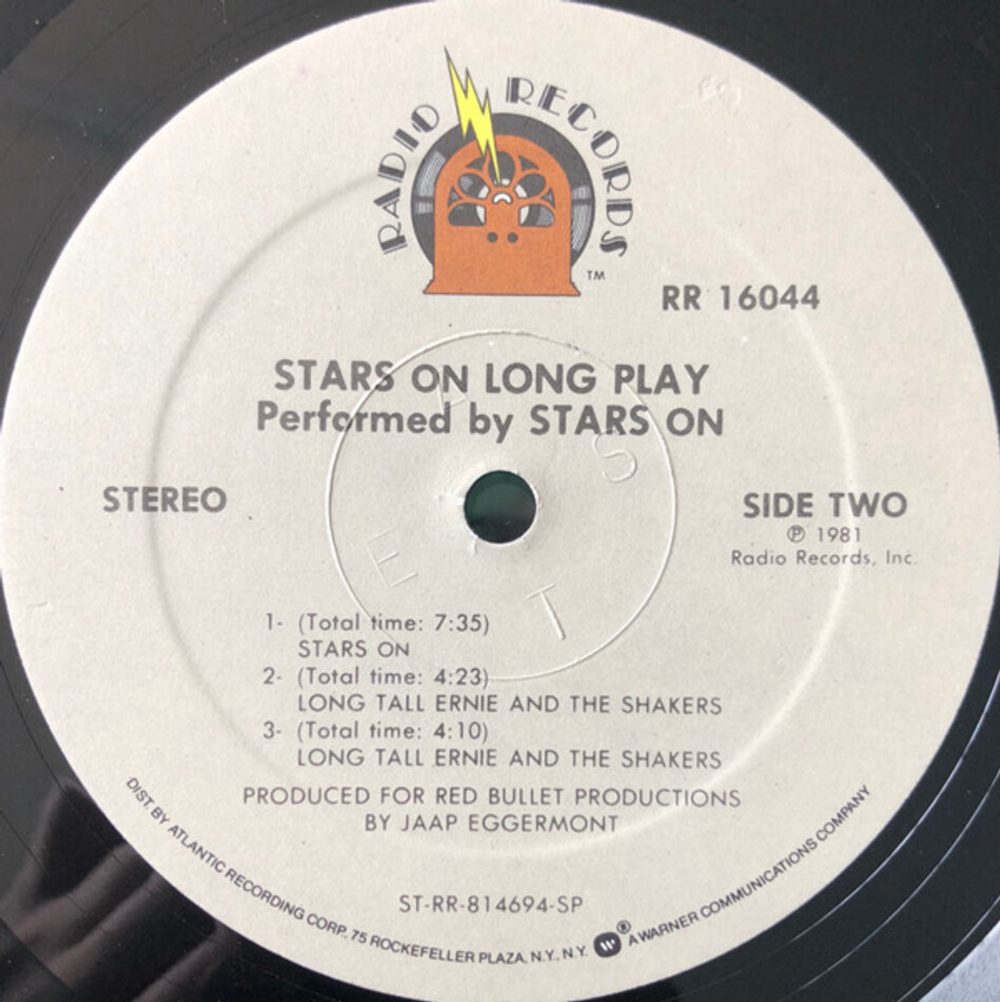 RADIO RECORDS
TM
RR 16044
STARS ON LONG PLAY
Performed by STARS ON
STEREO
SIDE TWO
℗ 1981
Radio Records, Inc.
E A S T
1- (Total time: 7:35)
STARS ON
2- (Total time: 4:23)
LONG TALL ERNIE AND THE SHAKERS
3- (Total time: 4:10)
LONG TALL ERNIE AND THE SHAKERS
PRODUCED FOR RED BULLET PRODUCTIONS
BY JAAP EGGERMONT
ST-RR-814694-SP
DIST. BY ATLANTIC RECORDING CORP., 75 ROCKEFELLER PLAZA, N.Y., N.Y. W® A WARNER COMMUNICATIONS COMPANY